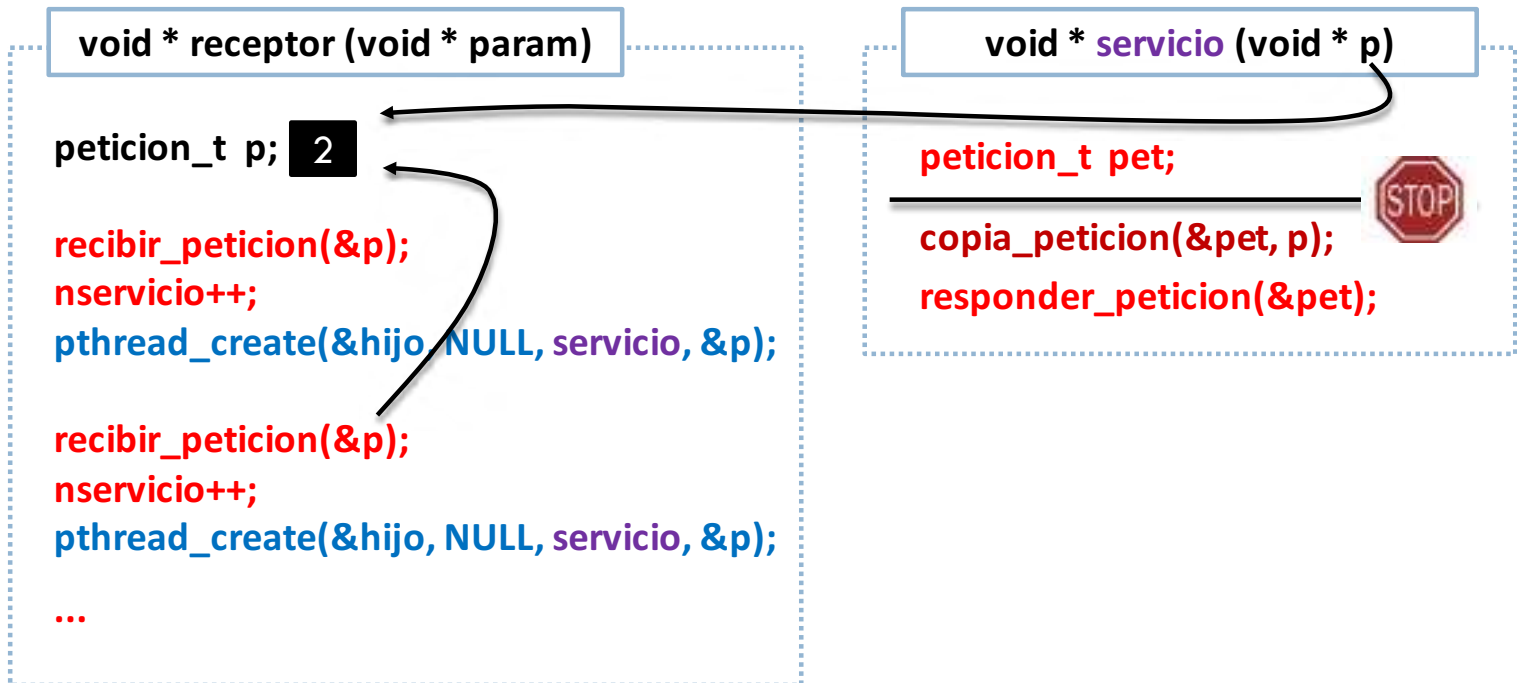 void * receptor (void * param)
peticion_t p; 2
recibir_peticion(&p);
nservicio++;
pthread_create(&hijo, NULL, servicio, &p);
recibir_peticion(&p);
nservicio++;
pthread_create(&hijo, NULL, servicio, &p);
...
void * servicio (void * p)
peticion_t pet;
STOP
copia_peticion(&pet, p);
responder_peticion(&pet);